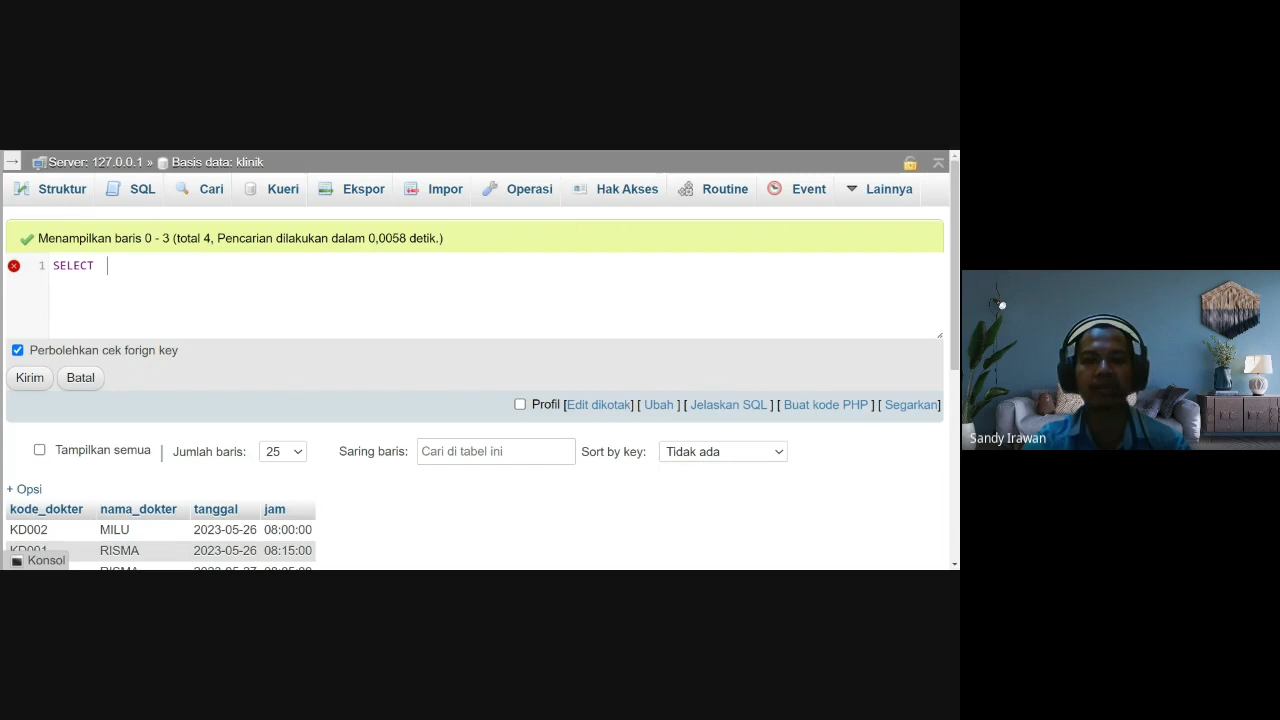 Server: 127.0.0.1 » Basis data: klinik
Struktur SQL Cari Kueri Ekspor Impor Operasi Hak Akses Routine Event Lainnya
Menampilkan baris 0 - 3 (total 4, Pencarian dilakukan dalam 0,0058 detik.)
1 SELECT
Perbolehkan cek forign key
Kirim Batal
Profil [Edit dikotak] [ Ubah ] [ Jelaskan SQL ] [ Buat kode PHP ] [ Segarkan]
Tampilkan semua | Jumlah baris: 25 Saring baris: Cari di tabel ini Sort by key: Tidak ada
+ Opsi
kode_dokter nama_dokter tanggal jam
KD002 MILU 2023-05-26 08:00:00
KD001 RISMA 2023-05-26 08:15:00
Konsol
Sandy Irawan